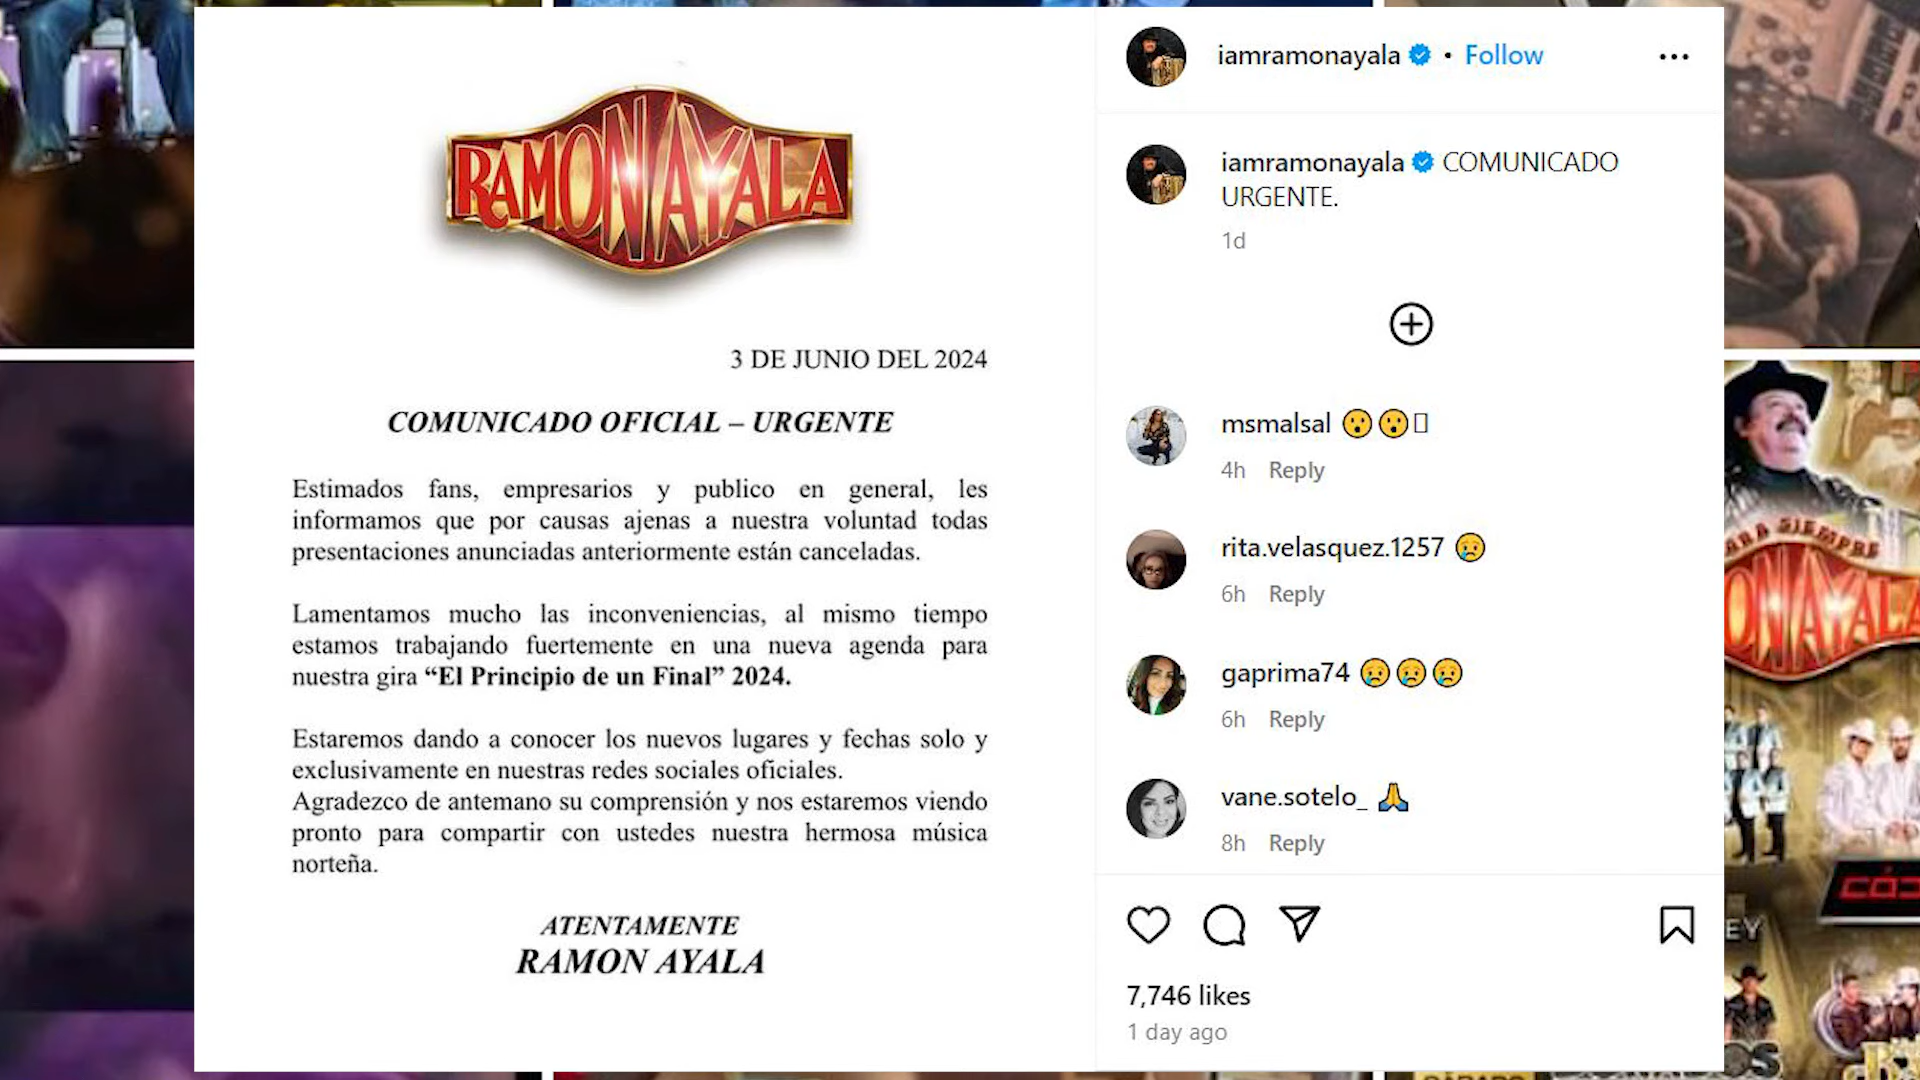 RAMON AYALA
3 DE JUNIO DEL 2024
COMUNICADO OFICIAL – URGENTE
Estimados fans, empresarios y publico en general, les
informamos que por causas ajenas a nuestra voluntad todas
presentaciones anunciadas anteriormente están canceladas.
Lamentamos mucho las inconveniencias, al mismo tiempo
estamos trabajando fuertemente en una nueva agenda para
nuestra gira “El Principio de un Final” 2024.
Estaremos dando a conocer los nuevos lugares y fechas solo y
exclusivamente en nuestras redes sociales oficiales.
Agradezco de antemano su comprensión y nos estaremos viendo
pronto para compartir con ustedes nuestra hermosa música
norteña.
ATENTAMENTE
RAMON AYALA
iamramonayala • Follow
iamramonayala COMUNICADO
URGENTE.
1d
msmalsal 😮😮
4h Reply
rita.velasquez.1257 😢
6h Reply
gaprima74 😢😢😢
6h Reply
vane.sotelo_ 🙏
8h Reply
7,746 likes
1 day ago
SIEMPRE
ON AYALA
EY